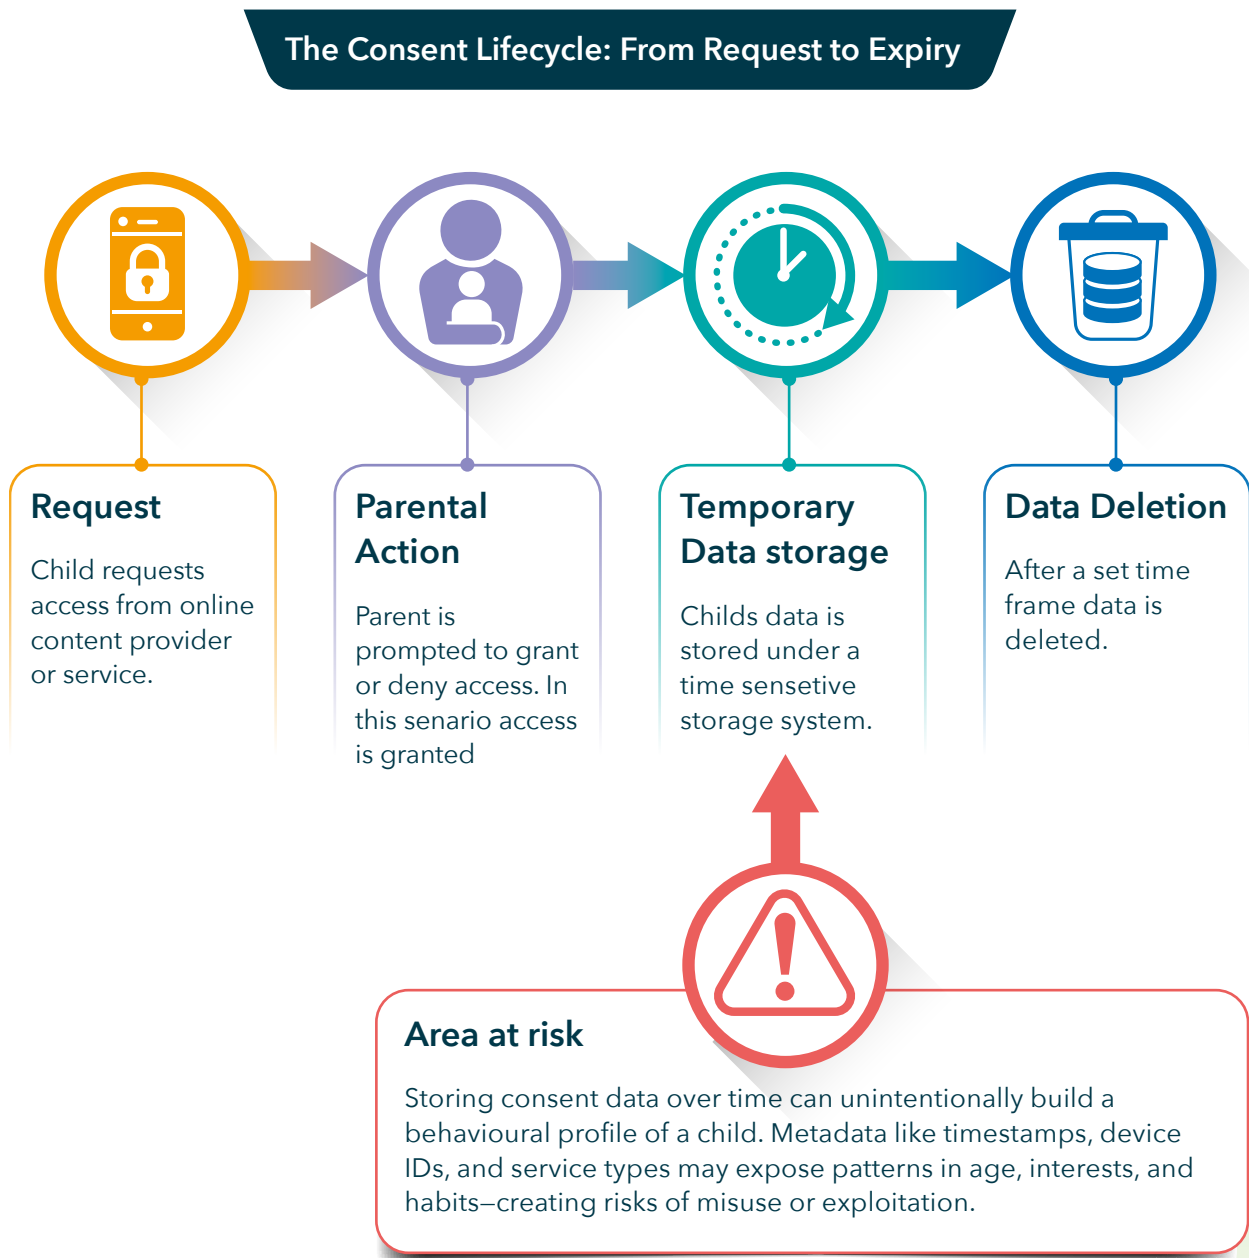 The Consent Lifecycle: From Request to Expiry
Request
Child requests
access from online
content provider
or service.
Parental
Action
Parent is
prompted to grant
or deny access. In
this senario access
is granted
Temporary
Data storage
Childs data is
stored under a
time sensetive
storage system.
Data Deletion
After a set time
frame data is
deleted.
Area at risk
Storing consent data over time can unintentionally build a
behavioural profile of a child. Metadata like timestamps, device
IDs, and service types may expose patterns in age, interests, and
habits—creating risks of misuse or exploitation.